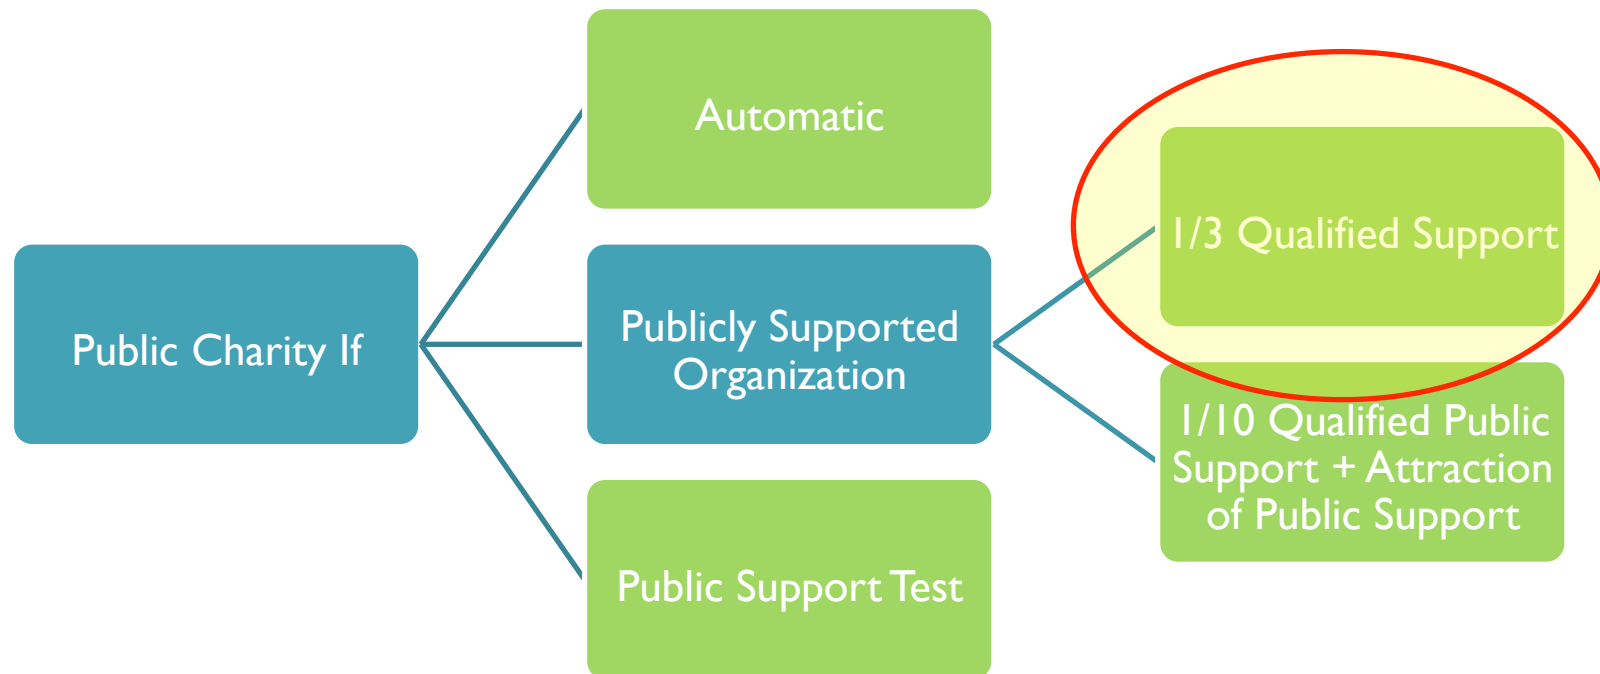 Public Charity If
Automatic
Publicly Supported
Organization
Public Support Test
1/3 Qualified Support
1/10 Qualified Public
Support + Attraction
of Public Support